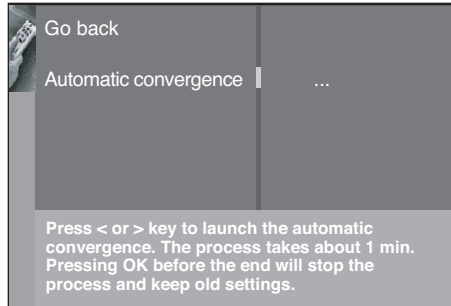 Go back
Automatic convergence ...
Press < or > key to launch the automatic
convergence. The process takes about 1 min.
Pressing OK before the end will stop the
process and keep old settings.